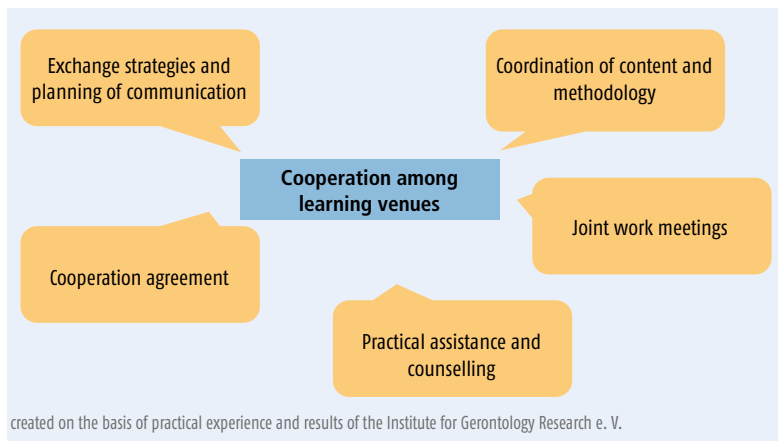 Exchange strategies and
planning of communication
Coordination of content and
methodology
Cooperation among
learning venues
Joint work meetings
Cooperation agreement
Practical assistance and
counselling
created on the basis of practical experience and results of the Institute for Gerontology Research e. V.